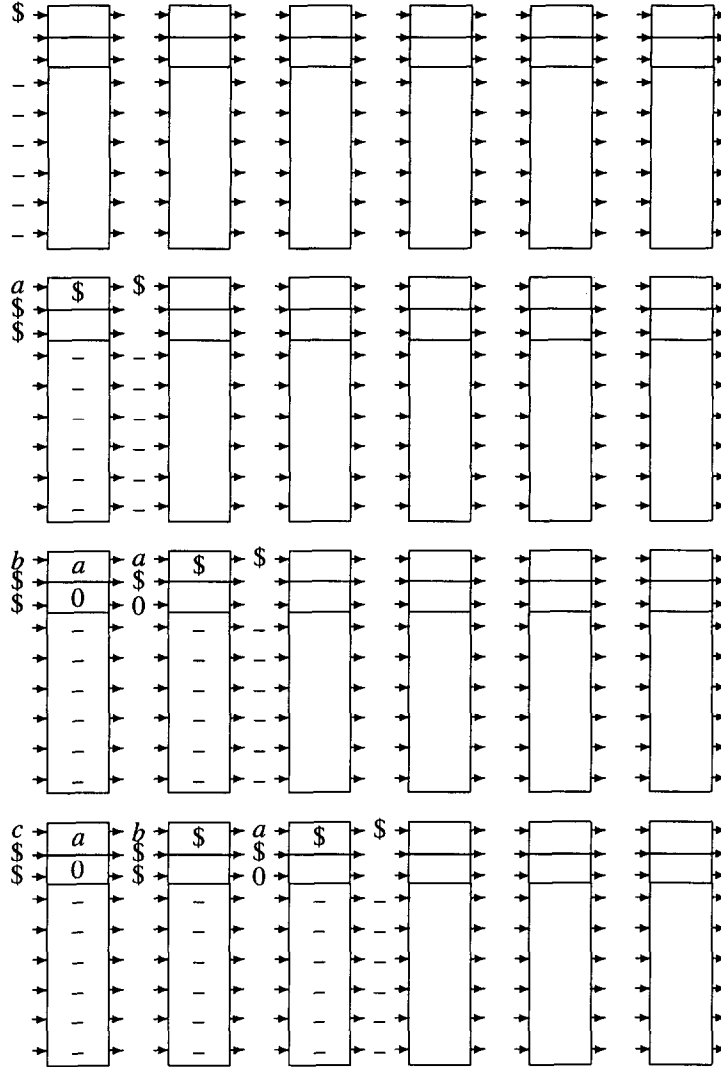 $
–
–
–
–
–
–
a $ $
$
$
– –
– –
– –
– –
– –
– –
b a a $ $
$ $
$ 0 0
– –
– –
– –
– –
– –
– –
c a b $ a $ $
$ $ $
$ 0 $ 0
– – – –
– – – –
– – – –
– – – –
– – – –
– – – –